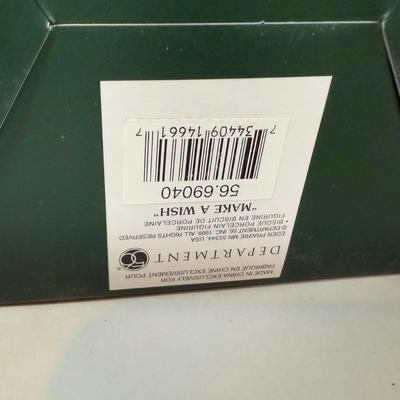 MADE IN CHINA EXCLUSIVELY FOR
FABRIQUÉ EN CHINE EXCLUSIVEMENT POUR
DEPARTMENT 56
©DEPARTMENT 56, INC. 1999, ALL RIGHTS RESERVED
EDEN PRAIRIE MN 55344, USA
• BISQUE PORCELAIN FIGURINE
FIGURINE EN BISCUIT DE PORCELAINE
"MAKE A WISH"
56.69040
7 34409 14661 7